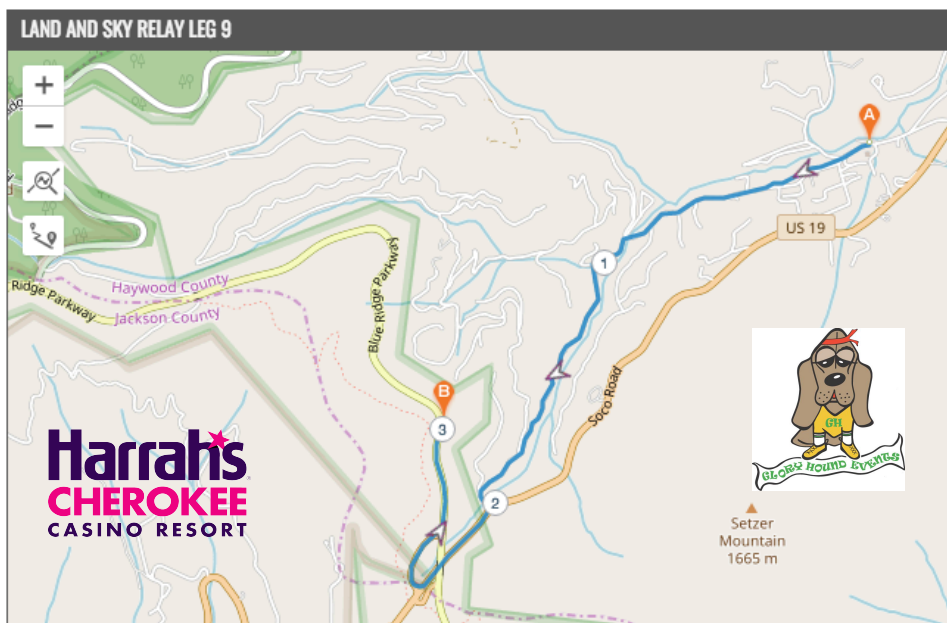 LAND AND SKY RELAY LEG 9
+
−
A
US 19
1
Haywood County
Ridge Parkway
Jackson County
Blue Ridge Parkway
B
3
Soco Road
GH
GLORY HOUND EVENTS
Harrah's
CHEROKEE
CASINO RESORT
2
Setzer
Mountain
1665 m